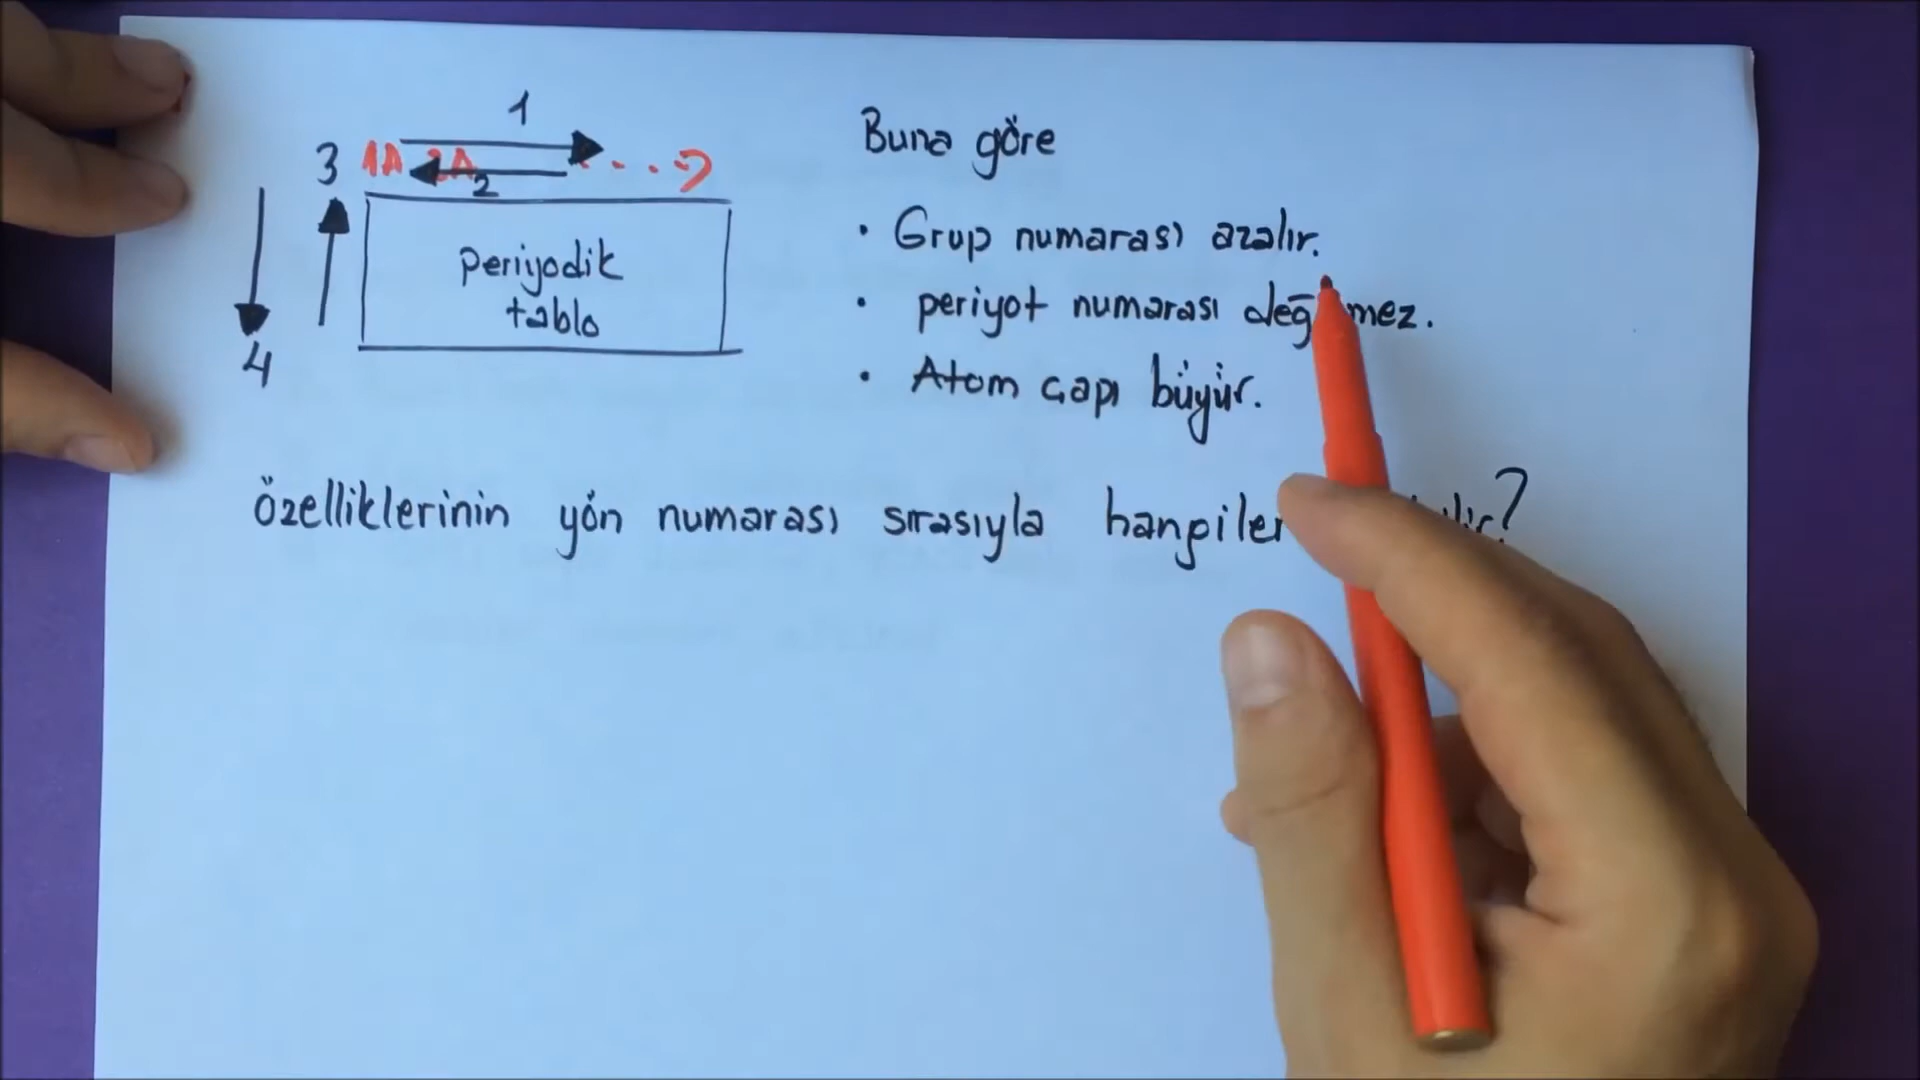 1
3 1A 2A . . .
2
periyodik
tablo
4
Buna göre
• Grup numarası azalır.
• periyot numarası mez.
• Atom çapı büyür.
özelliklerinin yön numarası sırasıyla ?